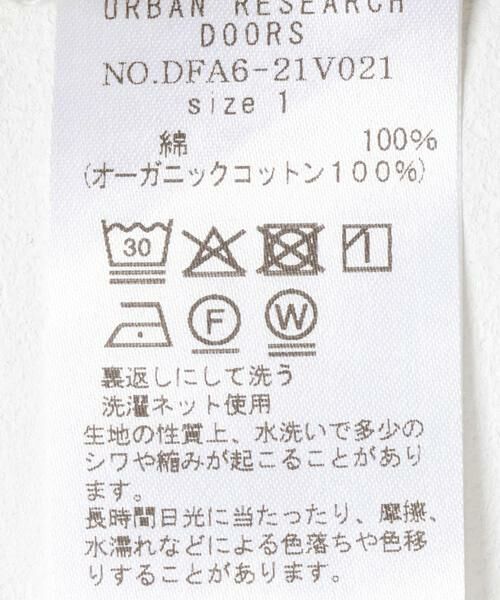 URBAN RESEARCH
DOORS
NO.DFA6-21V021
size 1
綿 100%
(オーガニックコットン100%)
30
F W
裏返しにして洗う
洗濯ネット使用
生地の性質上、水洗いで多少の
シワや縮みが起こることがあり
ます。
長時間日光に当たったり、摩擦、
水濡れなどによる色落ちや色移
りすることがあります。